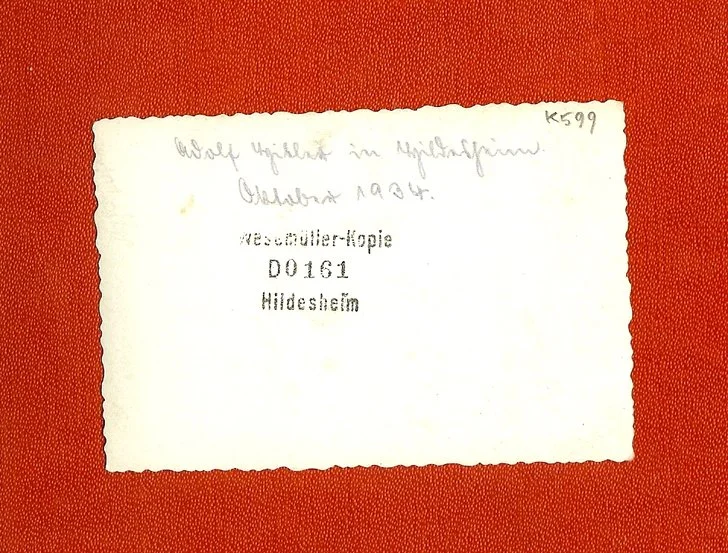 K599
Adolf Hitler in Hildesheim.
Oktober 1934.
Wesemüller-Kopie
D0161
Hildesheim